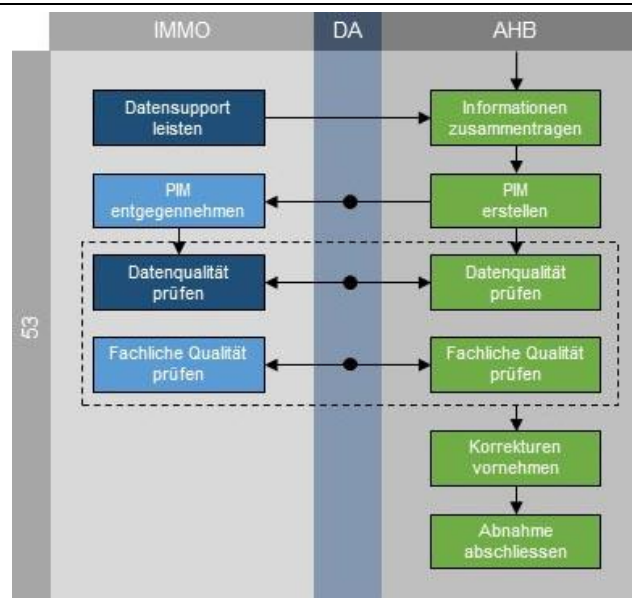 IMMO
DA
AHB
53
Datensupport
leisten
Informationen
zusammentragen
PIM
entgegennehmen
PIM
erstellen
Datenqualität
prüfen
Datenqualität
prüfen
Fachliche Qualität
prüfen
Fachliche Qualität
prüfen
Korrekturen
vornehmen
Abnahme
abschliessen